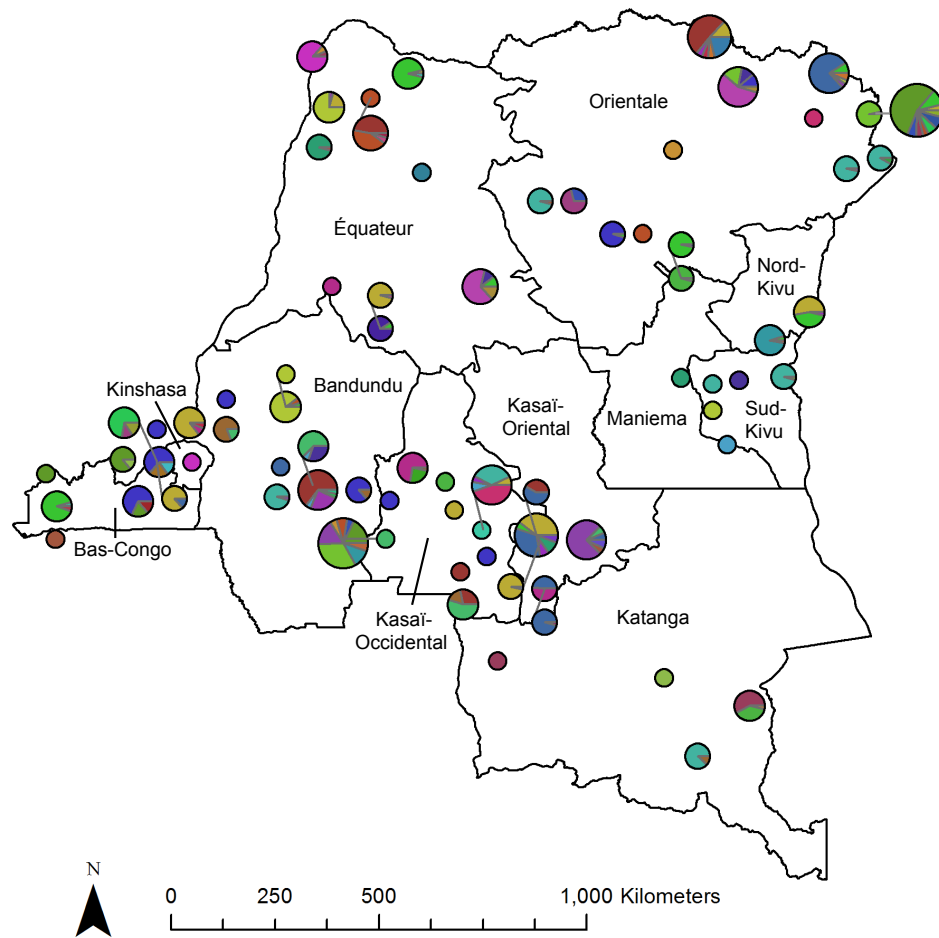 Orientale
Équateur
Nord-
Kivu
Kinshasa
Bandundu
Kasaï-
Oriental
Maniema
Sud-
Kivu
Bas-Congo
Kasaï-
Occidental
Katanga
N
0 250 500 1,000 Kilometers